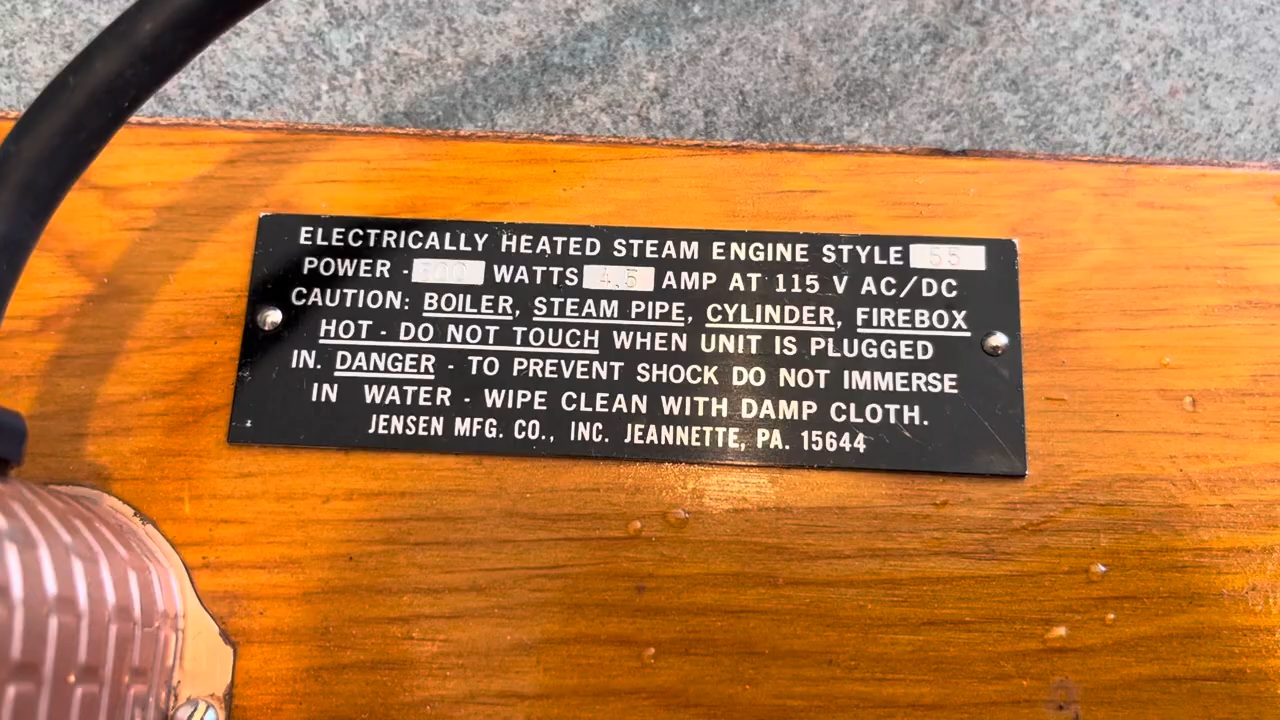 ELECTRICALLY HEATED STEAM ENGINE STYLE 55
POWER - 500 WATTS 4.5 AMP AT 115 V AC/DC
CAUTION: BOILER, STEAM PIPE, CYLINDER, FIREBOX
HOT - DO NOT TOUCH WHEN UNIT IS PLUGGED
IN. DANGER - TO PREVENT SHOCK DO NOT IMMERSE
IN WATER - WIPE CLEAN WITH DAMP CLOTH.
JENSEN MFG. CO., INC. JEANNETTE, PA. 15644